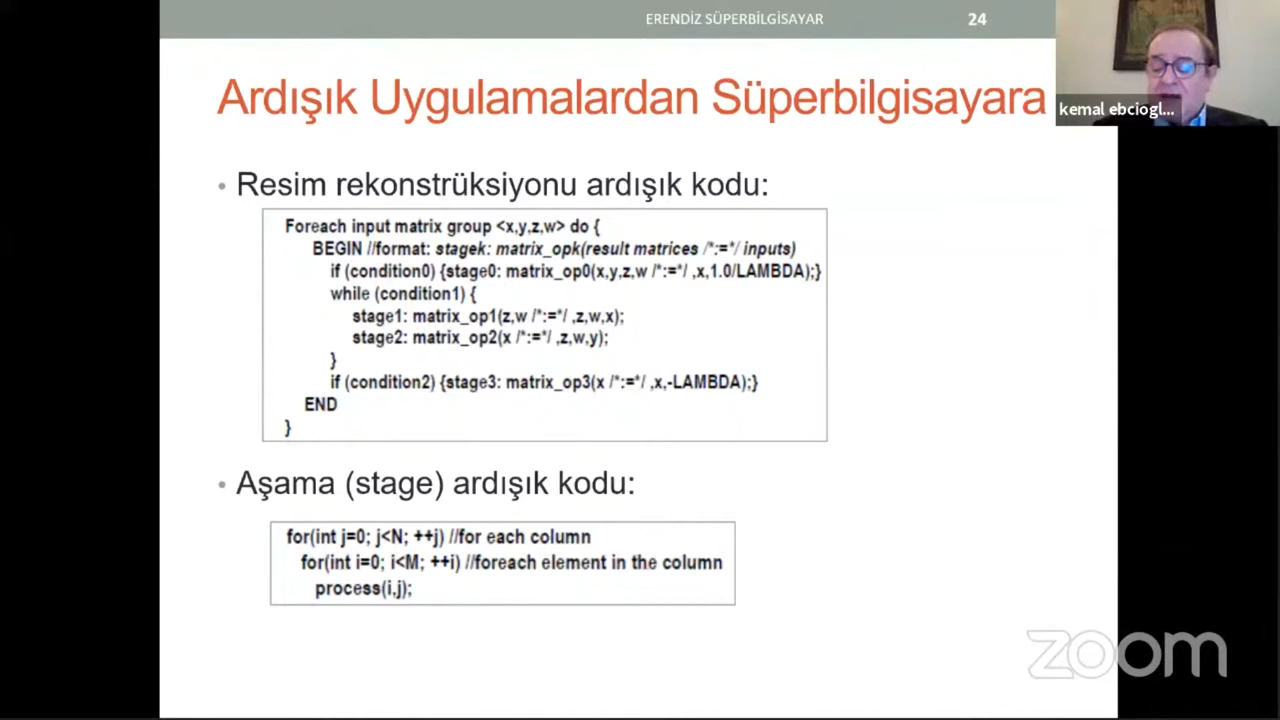 ERENDİZ SÜPERBİLGİSAYAR
24
Ardışık Uygulamalardan Süperbilgisayara
kemal ebciogl...
• Resim rekonstrüksiyonu ardışık kodu:
Foreach input matrix group <x,y,z,w> do {
BEGIN //format: stagek: matrix_opk(result matrices /*:=*/ inputs)
if (condition0) {stage0: matrix_op0(x,y,z,w /*:=*/ ,x,1.0/LAMBDA);}
while (condition1) {
stage1: matrix_op1(z,w /*:=*/ ,z,w,x);
stage2: matrix_op2(x /*:=*/ ,z,w,y);
}
if (condition2) {stage3: matrix_op3(x /*:=*/ ,x,-LAMBDA);}
END
}
• Aşama (stage) ardışık kodu:
for(int j=0; j<N; ++j) //for each column
for(int i=0; i<M; ++i) //foreach element in the column
process(i,j);
zoom